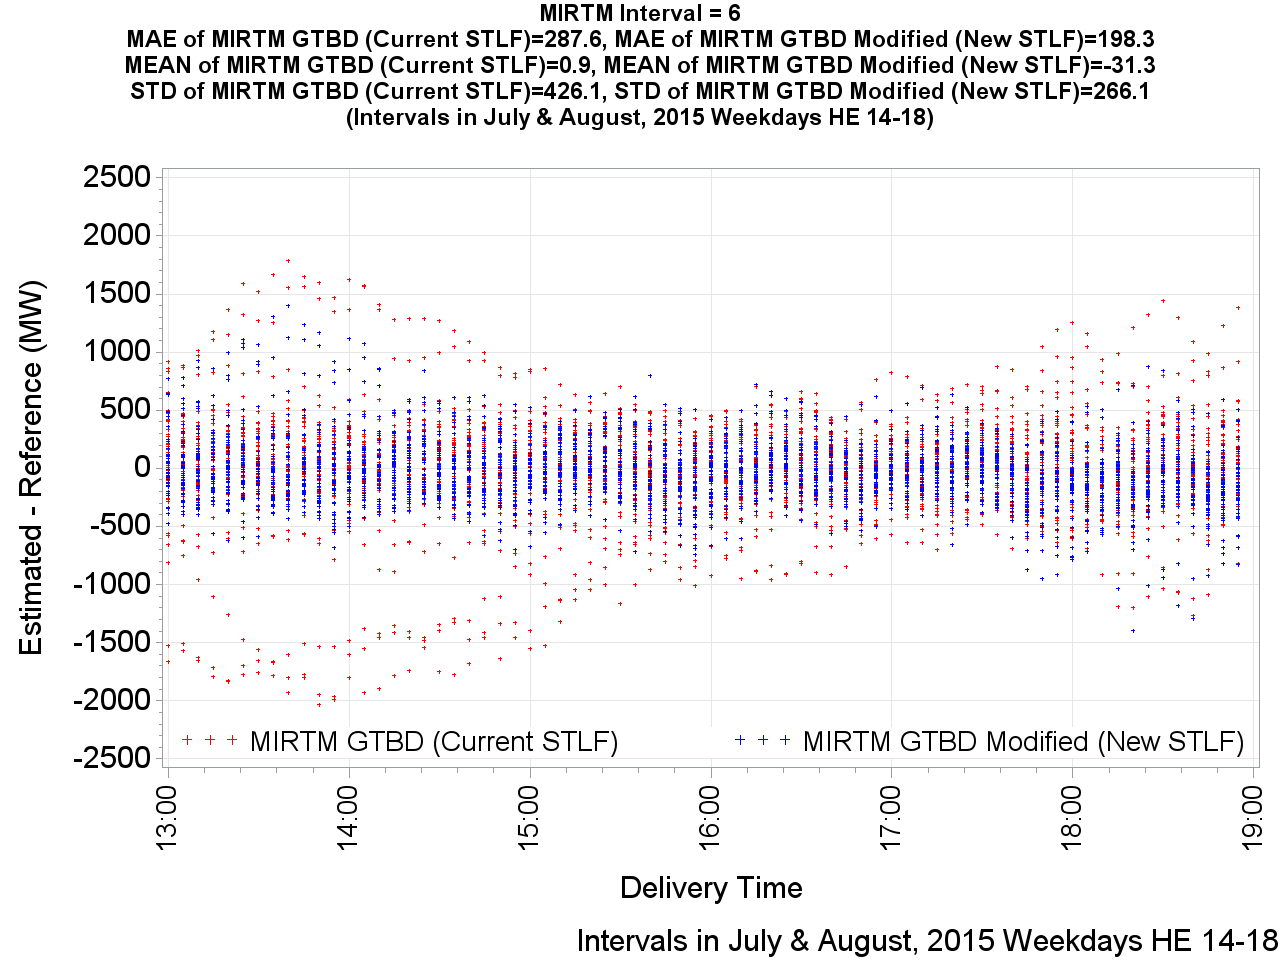 MIRTM Interval = 6
MAE of MIRTM GTBD (Current STLF)=287.6, MAE of MIRTM GTBD Modified (New STLF)=198.3
MEAN of MIRTM GTBD (Current STLF)=0.9, MEAN of MIRTM GTBD Modified (New STLF)=-31.3
STD of MIRTM GTBD (Current STLF)=426.1, STD of MIRTM GTBD Modified (New STLF)=266.1
(Intervals in July & August, 2015 Weekdays HE 14-18)
Estimated - Reference (MW)
2500
2000
1500
1000
500
0
-500
-1000
-1500
-2000
-2500
MIRTM GTBD (Current STLF)
MIRTM GTBD Modified (New STLF)
13:00
14:00
15:00
16:00
17:00
18:00
19:00
Delivery Time
Intervals in July & August, 2015 Weekdays HE 14-18